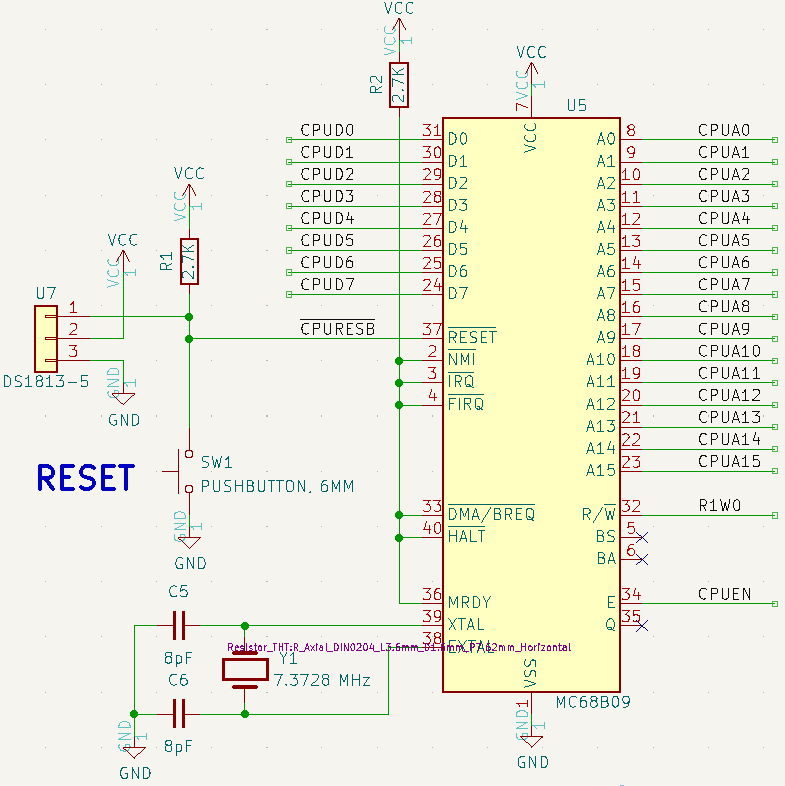 VCC
VCC 1
R2
2.7K
VCC
7
VCC 1
U5
VCC
CPUD0 31 D0
CPUD1 30 D1
CPUD2 29 D2
CPUD3 28 D3
CPUD4 27 D4
CPUD5 26 D5
CPUD6 25 D6
CPUD7 24 D7
A0 8 CPUA0
A1 9 CPUA1
A2 10 CPUA2
A3 11 CPUA3
A4 12 CPUA4
A5 13 CPUA5
A6 14 CPUA6
A7 15 CPUA7
A8 16 CPUA8
A9 17 CPUA9
A10 18 CPUA10
A11 19 CPUA11
A12 20 CPUA12
A13 21 CPUA13
A14 22 CPUA14
A15 23 CPUA15
VCC
VCC 1
R1
2.7K
VCC
VCC 1
U7
1
2
3
DS1813-5
GND 1
GND
CPURESB 37 RESET
2 NMI
3 IRQ
4 FIRQ
33 DMA/BREQ
40 HALT
36 MRDY
39 XTAL
38 EXTAL
R/W 32 R1W0
BS 5
BA 6
E 34 CPUEN
Q 35
RESET
SW1
PUSHBUTTON, 6MM
GND 1
GND
C5
8pF
Resistor_THT:R_Axial_DIN0204_L3.6mm_D1.6mm_P7.62mm_Horizontal
Y1
7.3728 MHz
C6
8pF
GND 1
GND
VSS
MC68B09
1
GND 1
GND